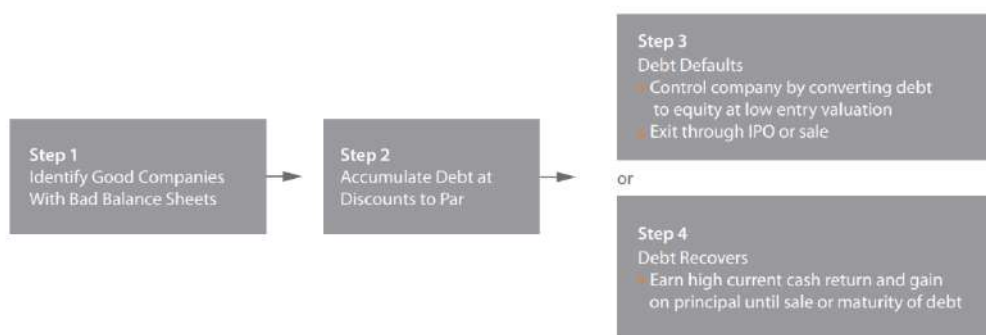 Step 1
Identify Good Companies
With Bad Balance Sheets
Step 2
Accumulate Debt at
Discounts to Par
Step 3
Debt Defaults
Control company by converting debt
to equity at low entry valuation
Exit through IPO or sale
or
Step 4
Debt Recovers
Earn high current cash return and gain
on principal until sale or maturity of debt